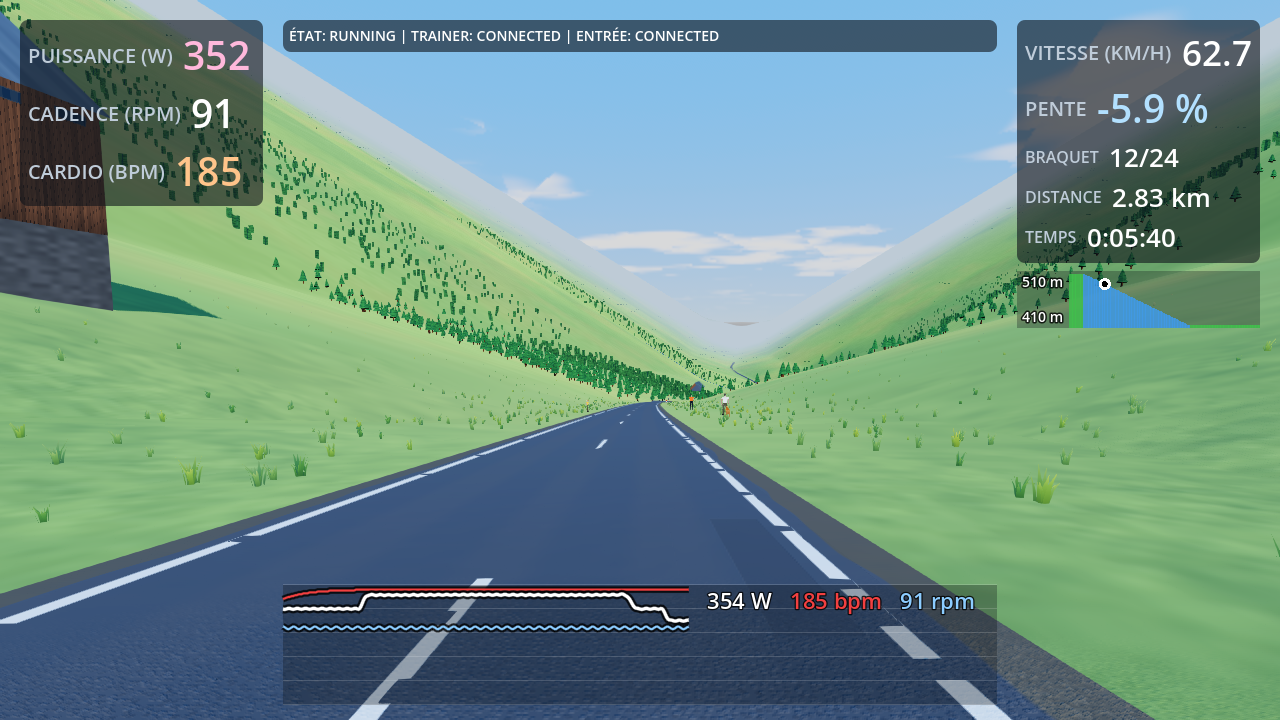 PUISSANCE (W) 352
CADENCE (RPM) 91
CARDIO (BPM) 185
ÉTAT: RUNNING | TRAINER: CONNECTED | ENTRÉE: CONNECTED
VITESSE (KM/H) 62.7
PENTE -5.9 %
BRAQUET 12/24
DISTANCE 2.83 km
TEMPS 0:05:40
510 m
410 m
354 W 185 bpm 91 rpm